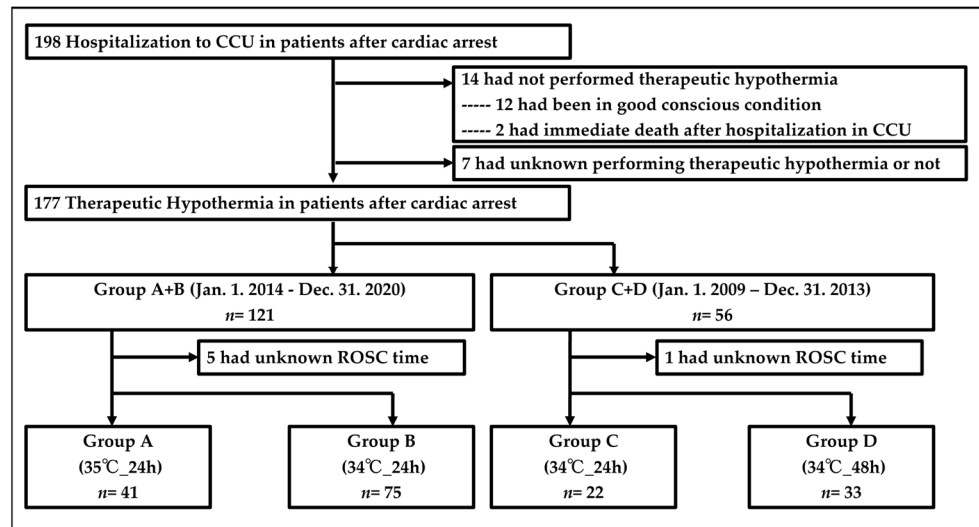 198 Hospitalization to CCU in patients after cardiac arrest
14 had not performed therapeutic hypothermia
----- 12 had been in good conscious condition
----- 2 had immediate death after hospitalization in CCU
7 had unknown performing therapeutic hypothermia or not
177 Therapeutic Hypothermia in patients after cardiac arrest
Group A+B (Jan. 1. 2014 - Dec. 31. 2020)
n= 121
Group C+D (Jan. 1. 2009 – Dec. 31. 2013)
n= 56
5 had unknown ROSC time
1 had unknown ROSC time
Group A
(35℃_24h)
n= 41
Group B
(34℃_24h)
n= 75
Group C
(34℃_24h)
n= 22
Group D
(34℃_48h)
n= 33